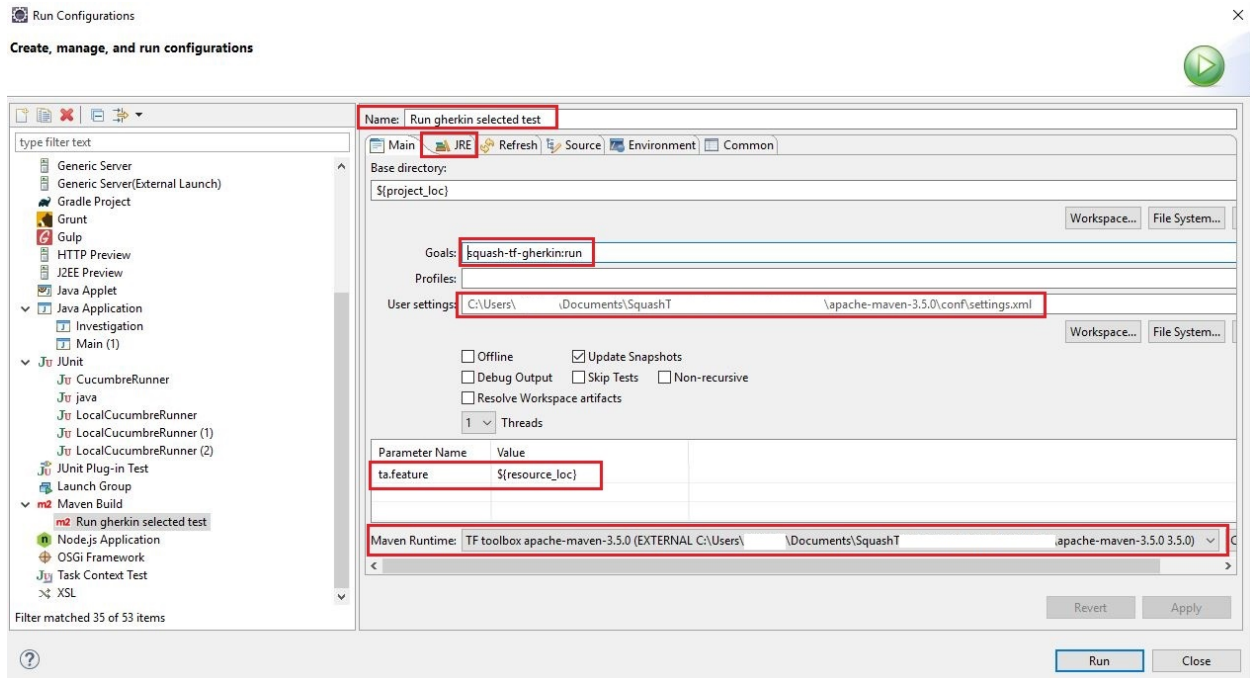 Run Configurations
Create, manage, and run configurations
type filter text
Generic Server
Generic Server(External Launch)
Gradle Project
Grunt
Gulp
HTTP Preview
J2EE Preview
Java Applet
Java Application
Investigation
Main (1)
JUnit
CucumbreRunner
java
LocalCucumbreRunner
LocalCucumbreRunner (1)
LocalCucumbreRunner (2)
JUnit Plug-in Test
Launch Group
m2 Maven Build
m2 Run gherkin selected test
Node.js Application
OSGi Framework
Task Context Test
XSL
Filter matched 35 of 53 items
Name: Run gherkin selected test
Main JRE Refresh Source Environment Common
Base directory:
${project_loc}
Workspace... File System...
Goals: squash-tf-gherkin:run
Profiles:
User settings: C:\Users\ \Documents\SquashT \apache-maven-3.5.0\conf\settings.xml
Workspace... File System...
Offline Update Snapshots
Debug Output Skip Tests Non-recursive
Resolve Workspace artifacts
1 Threads
Parameter Name Value
ta.feature ${resource_loc}
Maven Runtime: TF toolbox apache-maven-3.5.0 (EXTERNAL C:\Users\ \Documents\SquashT apache-maven-3.5.0 3.5.0)
Revert Apply
Run Close